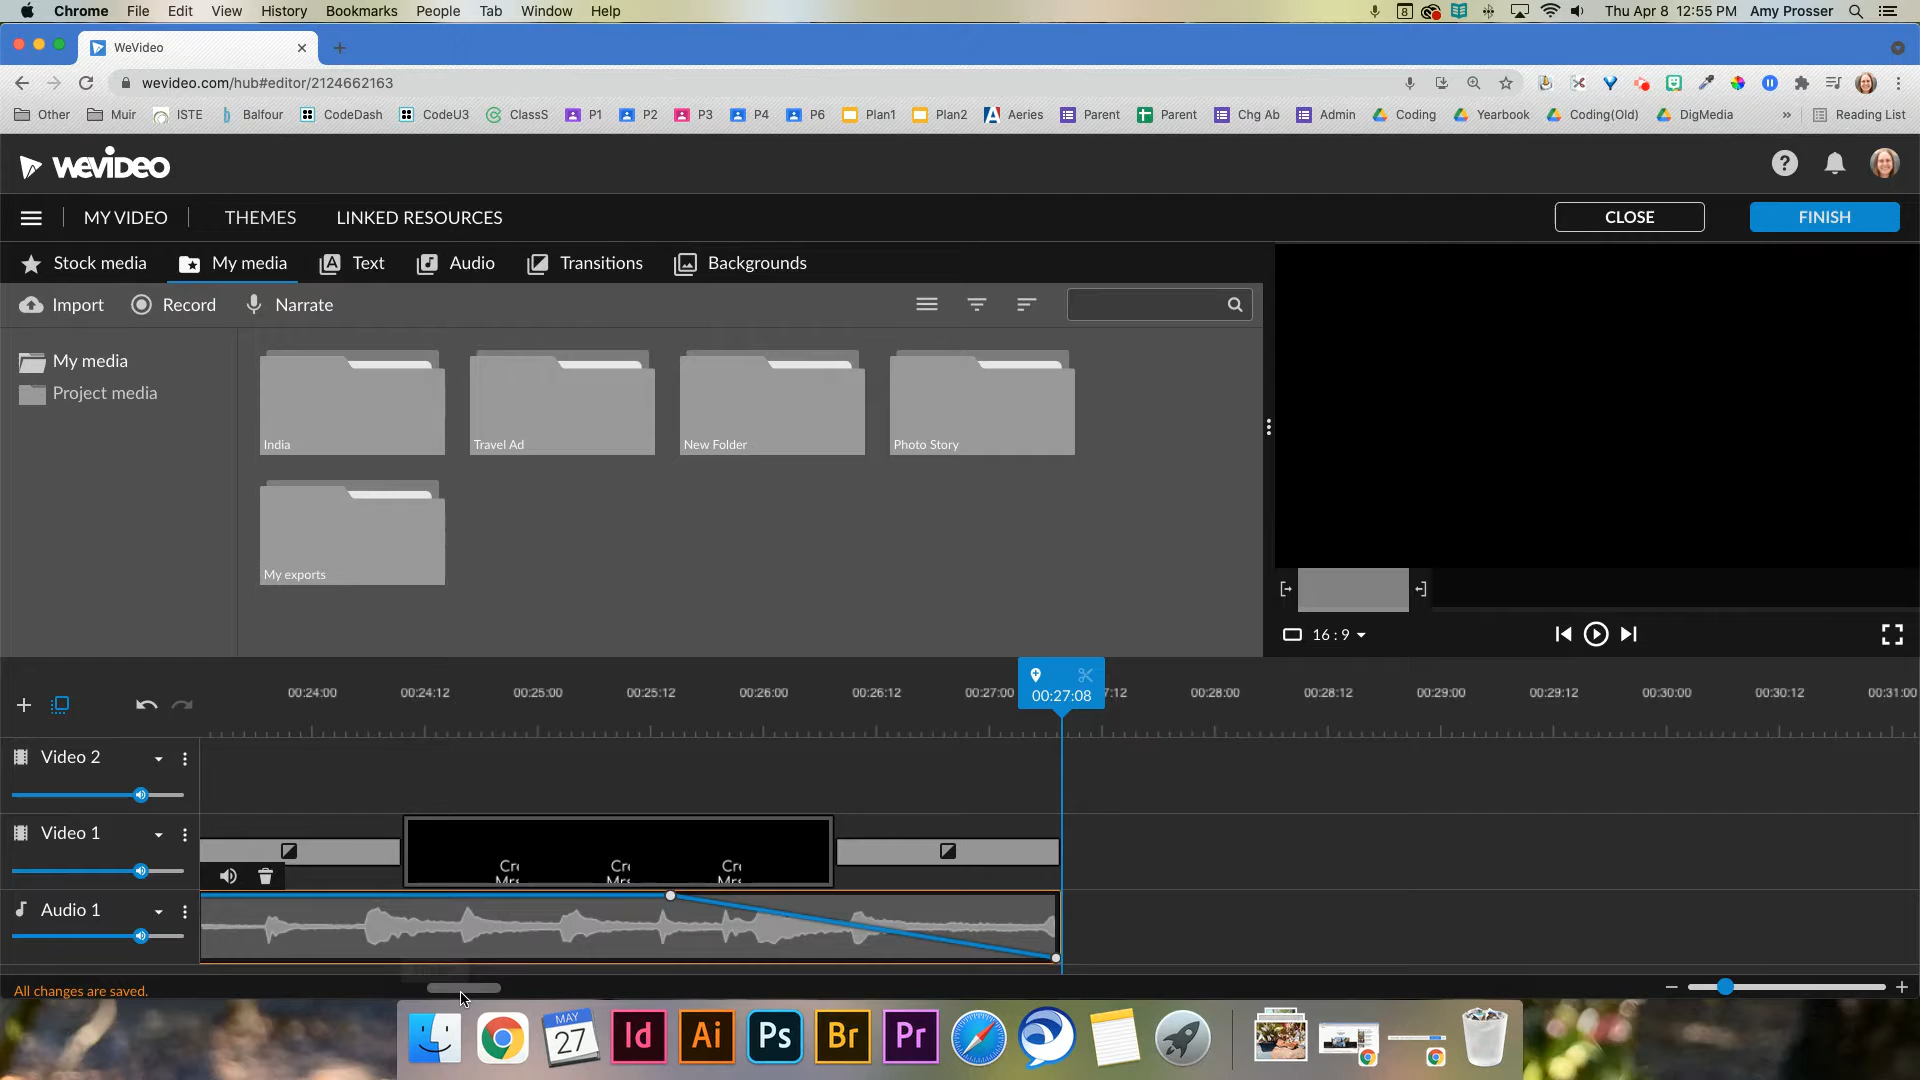 Chrome File Edit View History Bookmarks People Tab Window Help
8 Thu Apr 8 12:55 PM Amy Prosser
WeVideo
wevideo.com/hub#editor/2124662163
Other Muir ISTE Balfour CodeDash CodeU3 ClassS P1 P2 P3 P4 P6 Plan1 Plan2 Aeries Parent Parent Chg Ab Admin Coding Yearbook Coding(Old) DigMedia » Reading List
WEVIDEO
MY VIDEO THEMES LINKED RESOURCES CLOSE FINISH
Stock media My media Text Audio Transitions Backgrounds
Import Record Narrate
My media
Project media
India Travel Ad New Folder Photo Story
My exports
16:9
00:24:00 00:24:12 00:25:00 00:25:12 00:26:00 00:26:12 00:27:00 00:27:08 :12 00:28:00 00:28:12 00:29:00 00:29:12 00:30:00 00:30:12 00:31:00
Video 2
Video 1
Audio 1
All changes are saved.
MAY
27 Id Ai Ps Br Pr